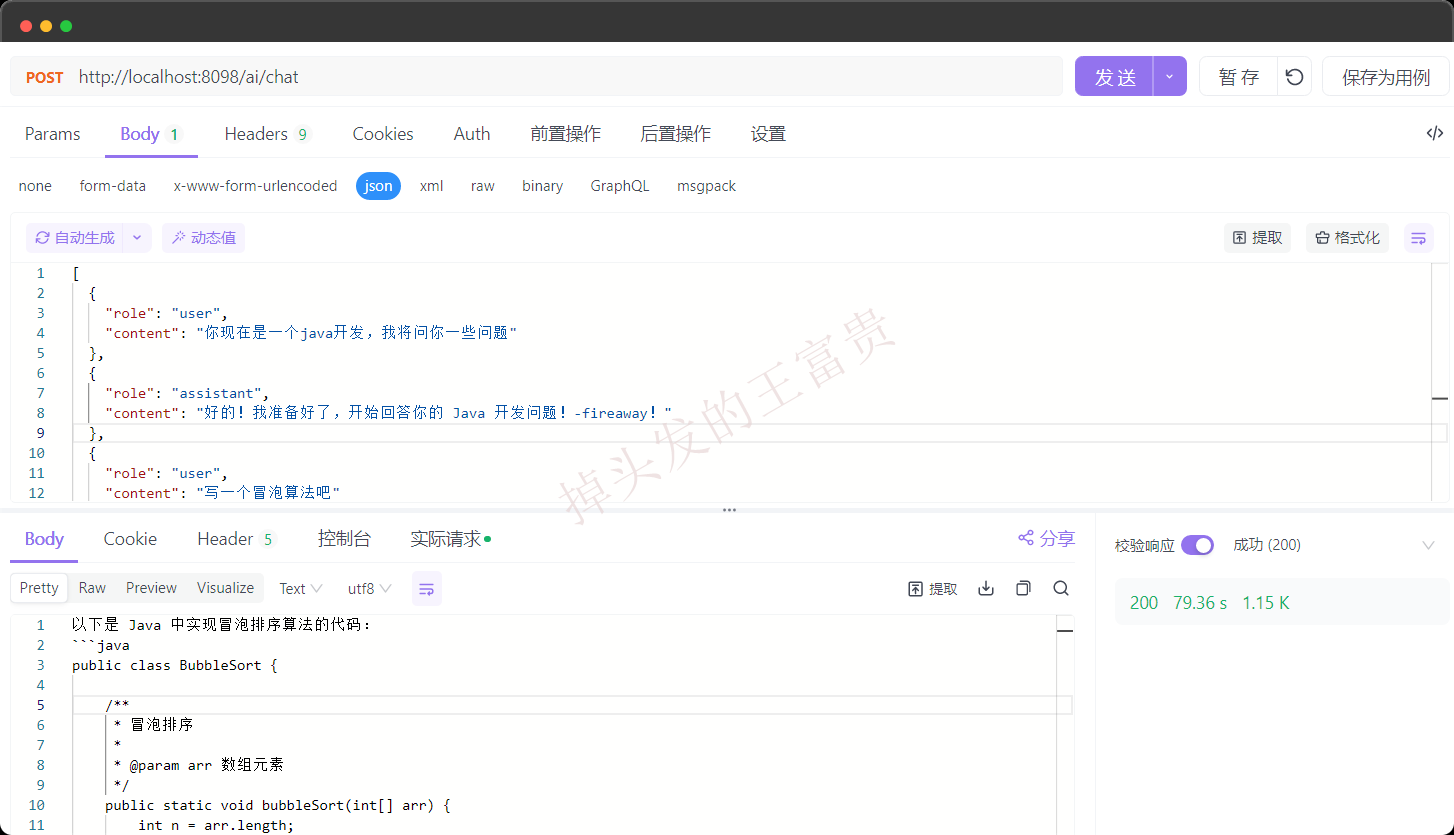 POST http://localhost:8098/ai/chat 发送 暂存 保存为用例
Params Body 1 Headers 9 Cookies Auth 前置操作 后置操作 设置
none form-data x-www-form-urlencoded json xml raw binary GraphQL msgpack
自动生成 动态值 提取 格式化
1 [
2 {
3 "role": "user",
4 "content": "你现在是一个java开发，我将问你一些问题"
5 },
6 {
7 "role": "assistant",
8 "content": "好的！我准备好了，开始回答你的 Java 开发问题！-fireaway！"
9 },
10 {
11 "role": "user",
12 "content": "写一个冒泡算法吧"
掉头发的王富贵
Body Cookie Header 5 控制台 实际请求 分享
校验响应 成功 (200)
Pretty Raw Preview Visualize Text utf8 提取
200 79.36 s 1.15 K
1 以下是 Java 中实现冒泡排序算法的代码：
2 ```java
3 public class BubbleSort {
4
5 /**
6 * 冒泡排序
7 *
8 * @param arr 数组元素
9 */
10 public static void bubbleSort(int[] arr) {
11 int n = arr.length;